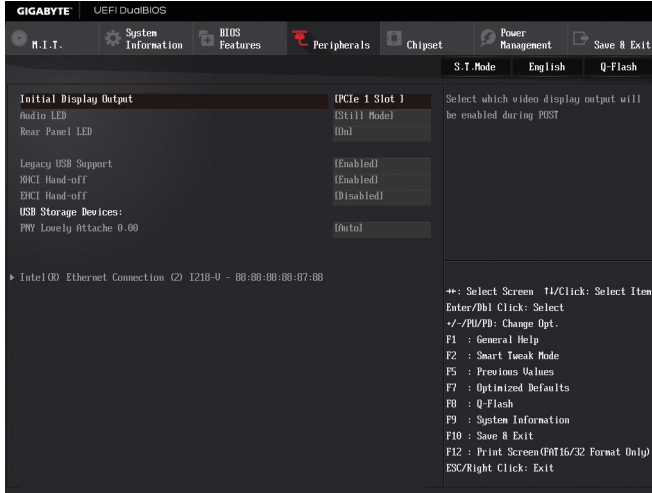 GIGABYTE™ UEFI DualBIOS
M.I.T.
System Information
BIOS Features
Peripherals
Chipset
Power Management
Save & Exit
S.T.Mode English Q-Flash
Initial Display Output [PCIe 1 Slot ]
Audio LED [Still Mode]
Rear Panel LED [On]
Legacy USB Support [Enabled]
XHCI Hand-off [Enabled]
EHCI Hand-off [Disabled]
USB Storage Devices:
PNY Lovely Attache 0.00 [Auto]
Intel(R) Ethernet Connection (2) I218-V - 88:88:88:88:87:88
Select which video display output will
be enabled during POST
→←: Select Screen ↑↓/Click: Select Item
Enter/Dbl Click: Select
+/-/PU/PD: Change Opt.
F1 : General Help
F2 : Smart Tweak Mode
F5 : Previous Values
F7 : Optimized Defaults
F8 : Q-Flash
F9 : System Information
F10 : Save & Exit
F12 : Print Screen(FAT16/32 Format Only)
ESC/Right Click: Exit